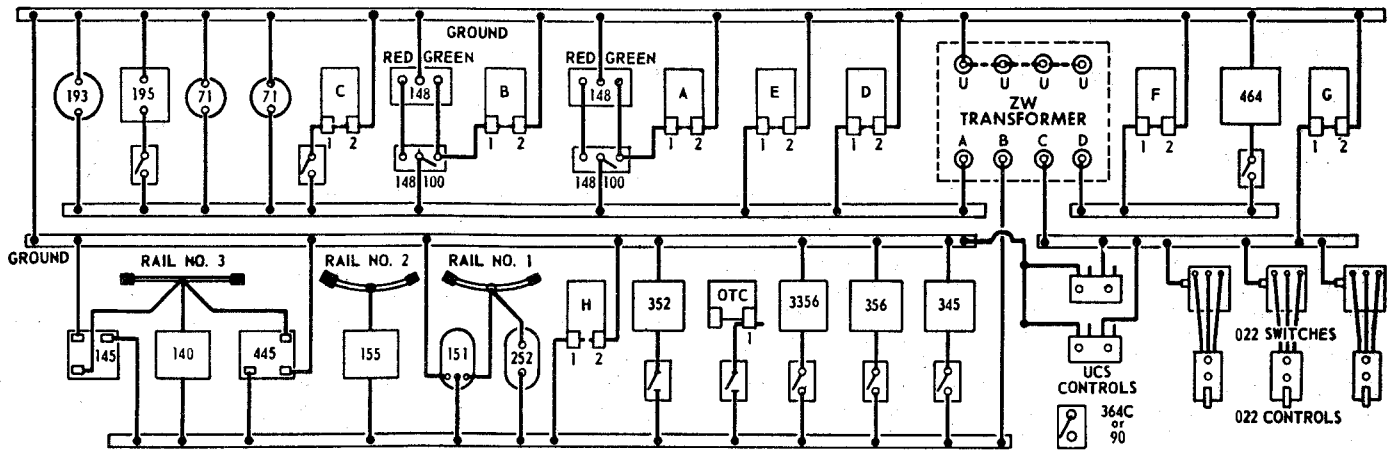 GROUND
RED GREEN
RED GREEN
193
195
71
71
C
148
B
148
A
E
D
U U U U
ZW
TRANSFORMER
A B C D
F
464
G
1 2
1 2
1 2
1 2
1 2
1 2
1 2
148 100
148 100
GROUND
RAIL NO. 3
RAIL NO. 2
RAIL NO. 1
H
352
OTC
3356
356
345
1 2
1
145
140
445
155
151
252
022 SWITCHES
UCS
CONTROLS
364C
or
90
022 CONTROLS